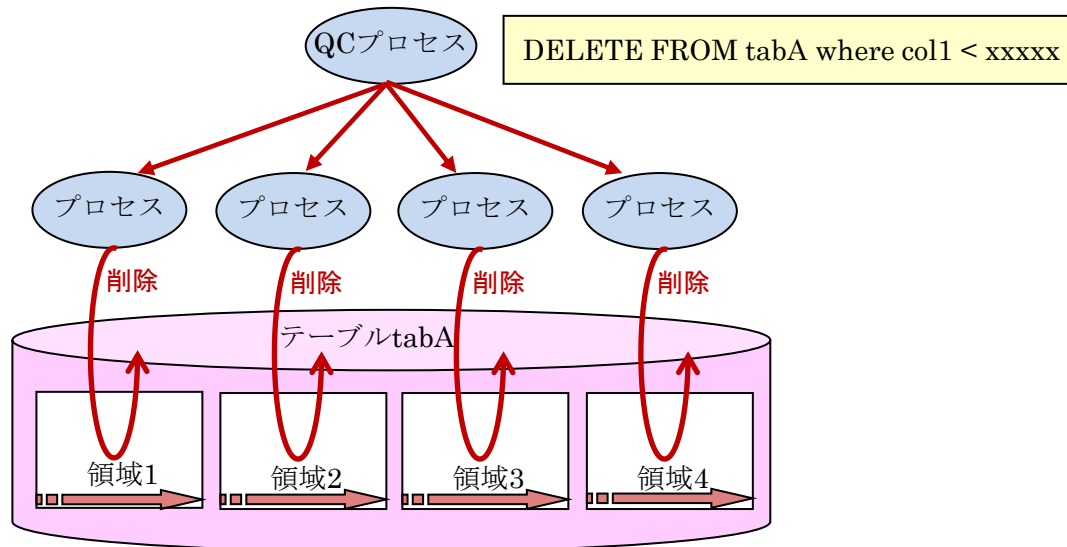 QCプロセス
DELETE FROM tabA where col1 < xxxxx
プロセス
プロセス
プロセス
プロセス
削除
削除
削除
削除
テーブルtabA
領域1
領域2
領域3
領域4